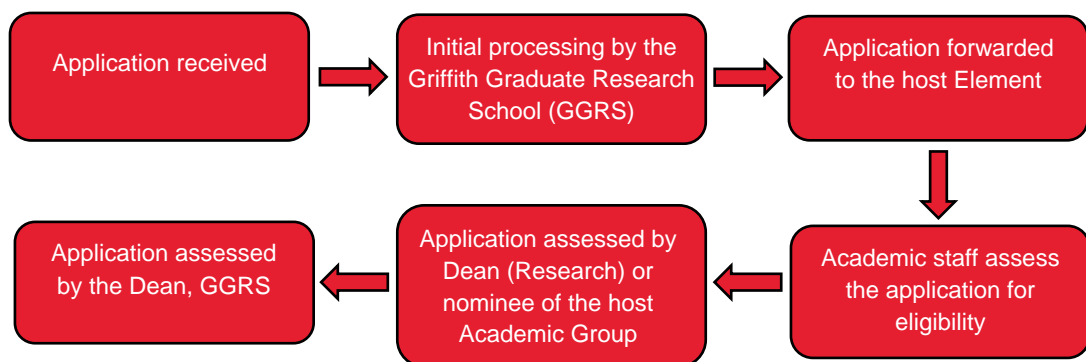 Application received
Initial processing by the
Griffith Graduate Research
School (GGRS)
Application forwarded
to the host Element
Academic staff assess
the application for
eligibility
Application assessed by
Dean (Research) or
nominee of the host
Academic Group
Application assessed
by the Dean, GGRS